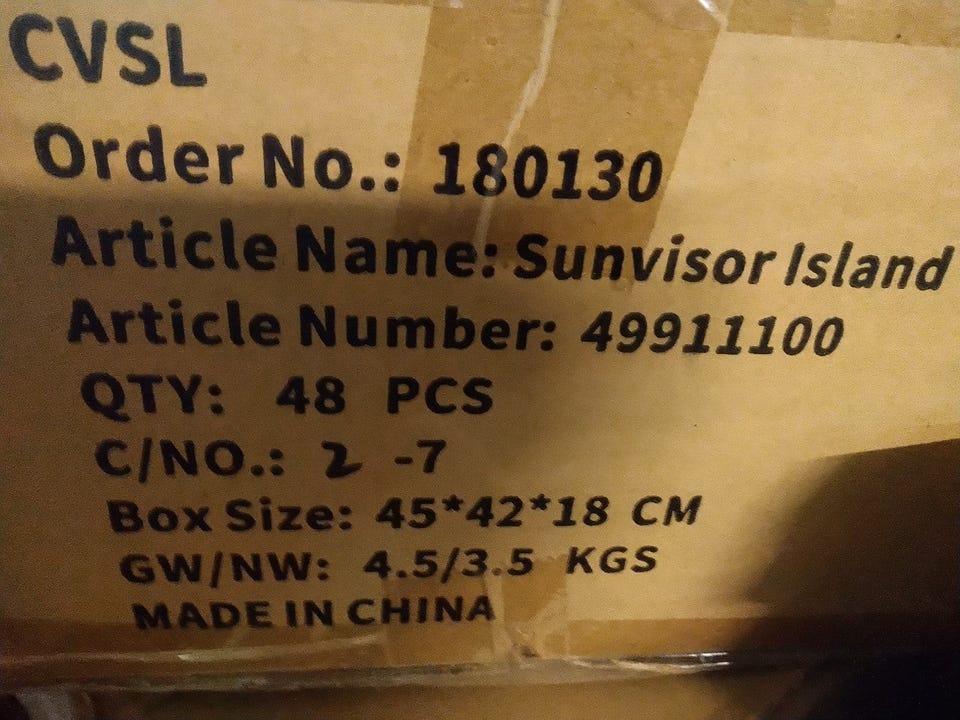 CVSL
Order No.: 180130
Article Name: Sunvisor Island
Article Number: 49911100
QTY: 48 PCS
C/NO.: 2 -7
Box Size: 45*42*18 CM
GW/NW: 4.5/3.5 KGS
MADE IN CHINA